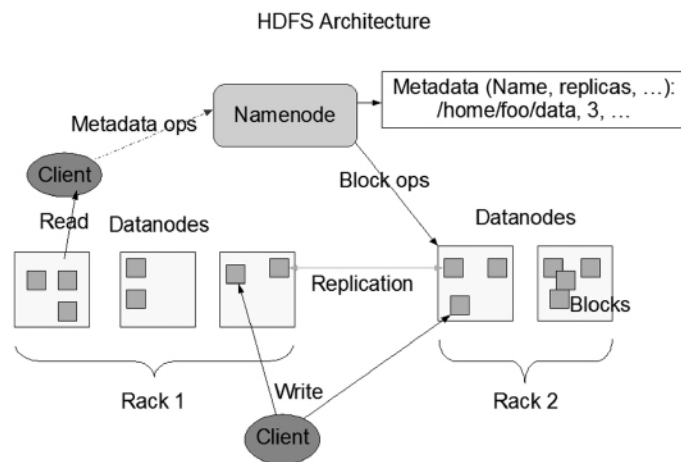 HDFS Architecture
Metadata (Name, replicas, …):
/home/foo/data, 3, …
Namenode
Metadata ops
Client
Block ops
Read
Datanodes
Datanodes
Replication
Blocks
Rack 1
Write
Rack 2
Client